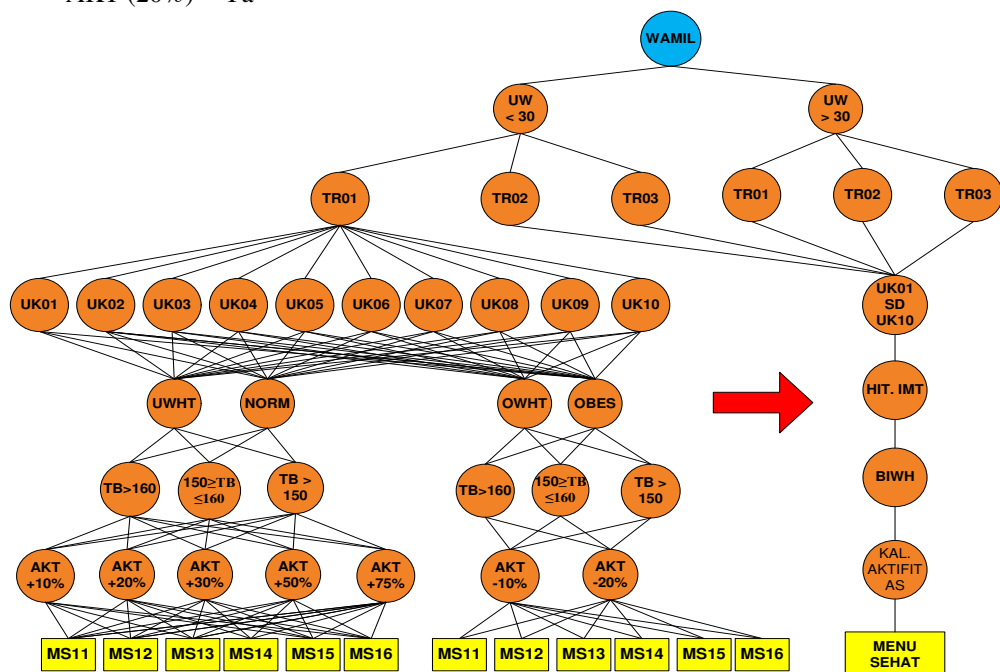 WAMIL
UW
< 30
UW
> 30
TR01
TR02
TR03
TR01
TR02
TR03
UK01
UK02
UK03
UK04
UK05
UK06
UK07
UK08
UK09
UK10
UK01
SD
UK10
UWHT
NORM
OWHT
OBES
HIT. IMT
TB>160
150≥TB
≤160
TB >
150
TB>160
150≥TB
≤160
TB >
150
BIWH
AKT
+10%
AKT
+20%
AKT
+30%
AKT
+50%
AKT
+75%
AKT
-10%
AKT
-20%
KAL.
AKTIFIT
AS
MS11
MS12
MS13
MS14
MS15
MS16
MS11
MS12
MS13
MS14
MS15
MS16
MENU
SEHAT